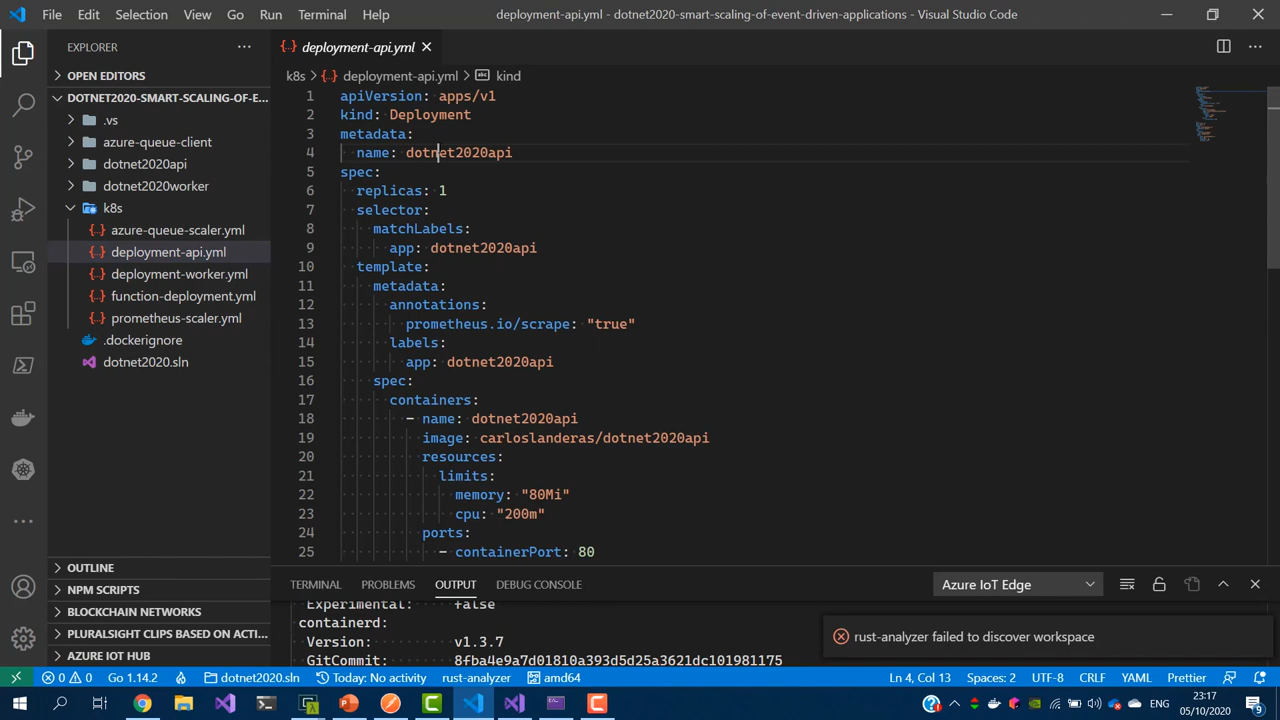 File Edit Selection View Go Run Terminal Help
deployment-api.yml - dotnet2020-smart-scaling-of-event-driven-applications - Visual Studio Code
EXPLORER
OPEN EDITORS
DOTNET2020-SMART-SCALING-OF-E...
.vs
azure-queue-client
dotnet2020api
dotnet2020worker
k8s
azure-queue-scaler.yml
deployment-api.yml
deployment-worker.yml
function-deployment.yml
prometheus-scaler.yml
.dockerignore
dotnet2020.sln
OUTLINE
NPM SCRIPTS
BLOCKCHAIN NETWORKS
PLURALSIGHT CLIPS BASED ON ACTI...
AZURE IOT HUB
deployment-api.yml
k8s > deployment-api.yml > kind
1 apiVersion: apps/v1
2 kind: Deployment
3 metadata:
4 name: dotnet2020api
5 spec:
6 replicas: 1
7 selector:
8 matchLabels:
9 app: dotnet2020api
10 template:
11 metadata:
12 annotations:
13 prometheus.io/scrape: "true"
14 labels:
15 app: dotnet2020api
16 spec:
17 containers:
18 - name: dotnet2020api
19 image: carloslanderas/dotnet2020api
20 resources:
21 limits:
22 memory: "80Mi"
23 cpu: "200m"
24 ports:
25 - containerPort: 80
TERMINAL PROBLEMS OUTPUT DEBUG CONSOLE
Azure IoT Edge
Experimental: false
containerd:
Version: v1.3.7
GitCommit: 8fba4e9a7d01810a393d5d25a3621dc101981175
rust-analyzer failed to discover workspace
0 0 Go 1.14.2 dotnet2020.sln Today: No activity rust-analyzer amd64
Ln 4, Col 13 Spaces: 2 UTF-8 CRLF YAML Prettier
23:17
05/10/2020
9